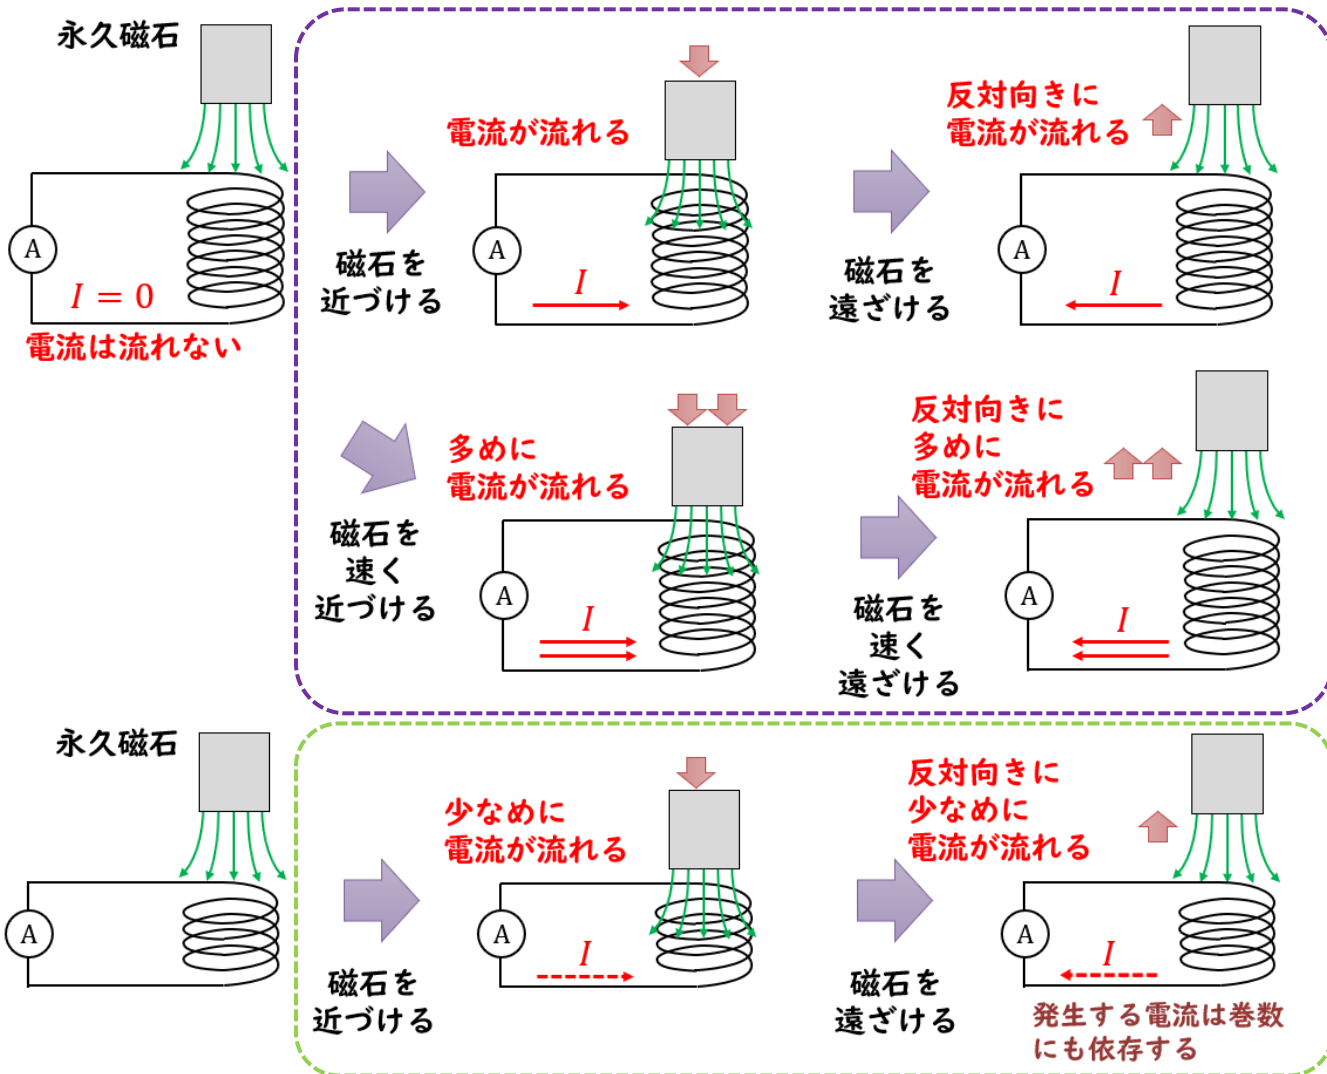 永久磁石
A
I = 0
電流は流れない
磁石を
近づける
電流が流れる
A
I
磁石を
遠ざける
反対向きに
電流が流れる
A
I
磁石を
速く
近づける
多めに
電流が流れる
A
I
磁石を
速く
遠ざける
反対向きに
多めに
電流が流れる
A
I
永久磁石
A
磁石を
近づける
少なめに
電流が流れる
A
I
磁石を
遠ざける
反対向きに
少なめに
電流が流れる
A
I
発生する電流は巻数
にも依存する